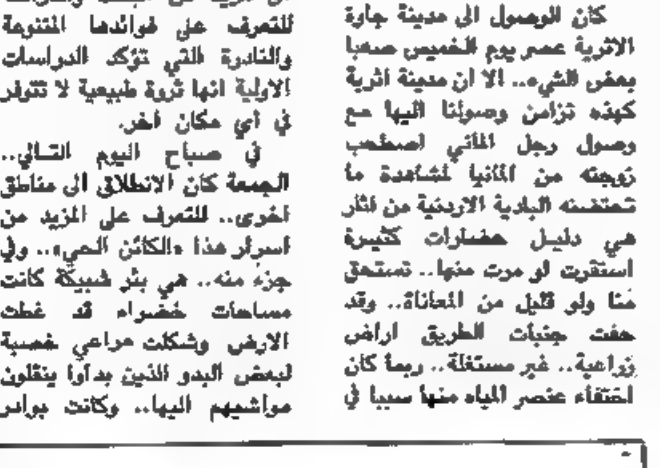 كان الوصول الى مدينة جاوة
الاثرية عصر يوم الخميس صعبا
بعض الشيء.. الا ان مدينة اثرية
كهذه تزامن وصولنا اليها مع
وصول رجل الماني اصطحب
زوجته من المانيا لمشاهدة ما
تحتضنه البادية الاردنية من اثار
هي دليل حضارات كثيرة
استقرت او مرت منها.. تستحق
منا ولو قليل من المعاناة.. وقد
حفت جنبات الطريق اراض
زراعية.. غير مستغلة.. ربما كان
اختفاء عنصر المياه منها سببا في
للتعرف على فوائدها المتنوعة
والنادرة التي تؤكد الدراسات
الاولية انها ثروة طبيعية لا تتوفر
في أي مكان اخر.
في صباح اليوم التالي..
الجمعة كان الانطلاق الى مناطق
اخرى.. للتعرف على المزيد من
اسرار هذا «الكائن الحي».. وفي
جزء منه.. هي بئر شبيكة كانت
مساحات خضراء قد غطت
الارض وشكلت مراعي خصبة
لبعض البدو الذين بدأوا ينقلون
مواشيهم اليها.. وكانت بوادر